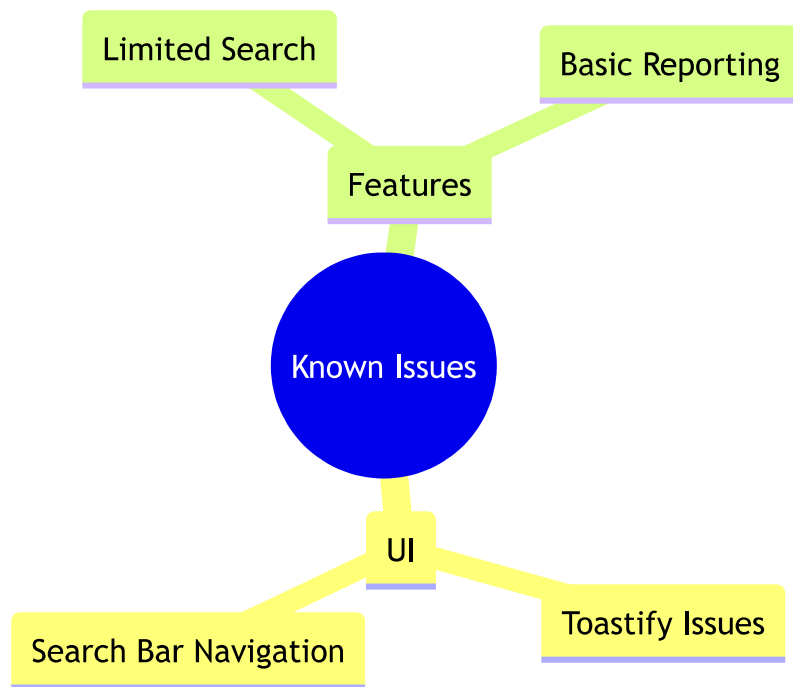 Limited Search
Basic Reporting
Features
Known Issues
UI
Toastify Issues
Search Bar Navigation